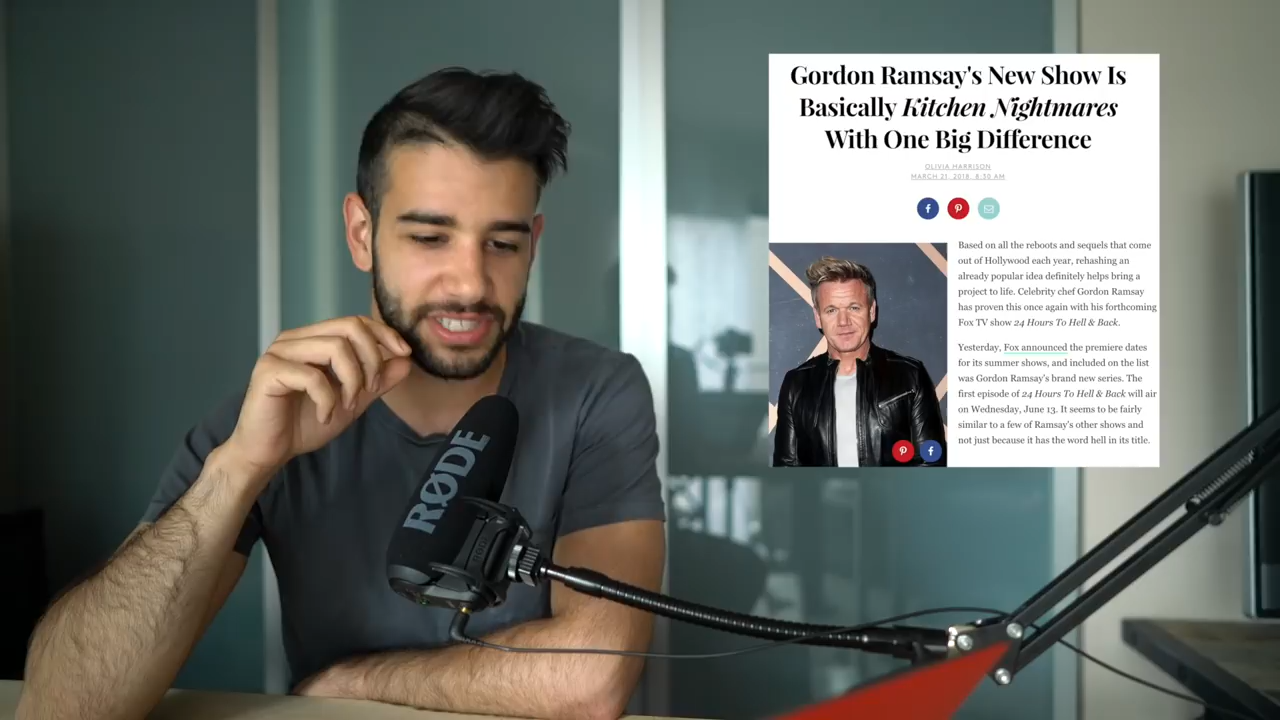 Gordon Ramsay's New Show Is
Basically Kitchen Nightmares
With One Big Difference
OLIVIA HARRISON
MARCH 21, 2018, 8:30 AM
Based on all the reboots and sequels that come
out of Hollywood each year, rehashing an
already popular idea definitely helps bring a
project to life. Celebrity chef Gordon Ramsay
has proven this once again with his forthcoming
Fox TV show 24 Hours To Hell & Back.
Yesterday, Fox announced the premiere dates
for its summer shows, and included on the list
was Gordon Ramsay's brand new series. The
first episode of 24 Hours To Hell & Back will air
on Wednesday, June 13. It seems to be fairly
similar to a few of Ramsay's other shows and
not just because it has the word hell in its title.
RØDE